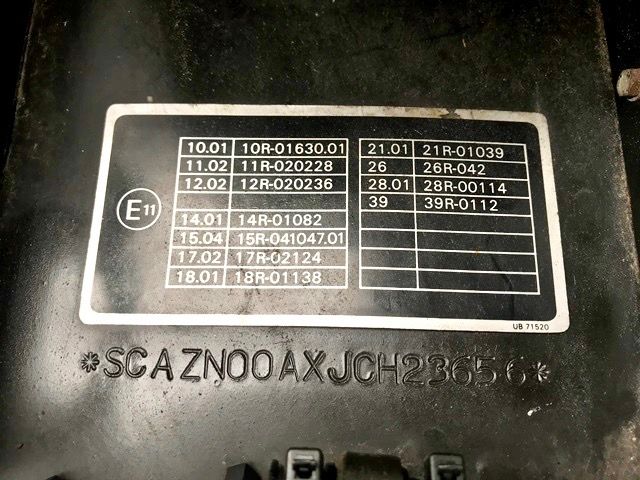 10.01 10R-01630.01 21.01 21R-01039
11.02 11R-020228 26 26R-042
12.02 12R-020236 28.01 28R-00114
39 39R-0112
E11
14.01 14R-01082
15.04 15R-041047.01
17.02 17R-02124
18.01 18R-01138
UB 71520
*SCAZN00AXJCH23656*